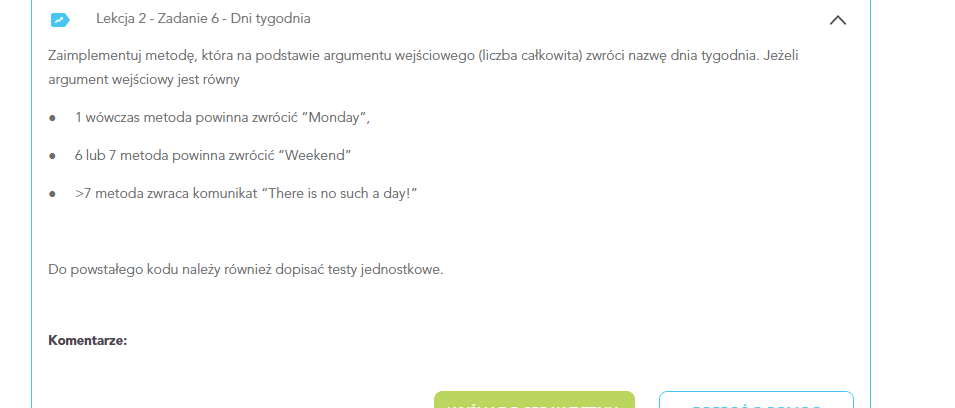 Lekcja 2 - Zadanie 6 - Dni tygodnia
Zaimplementuj metodę, która na podstawie argumentu wejściowego (liczba całkowita) zwróci nazwę dnia tygodnia. Jeżeli
argument wejściowy jest równy
● 1 wówczas metoda powinna zwrócić “Monday”,
● 6 lub 7 metoda powinna zwrócić “Weekend”
● >7 metoda zwraca komunikat “There is no such a day!”
Do powstałego kodu należy również dopisać testy jednostkowe.
Komentarze: